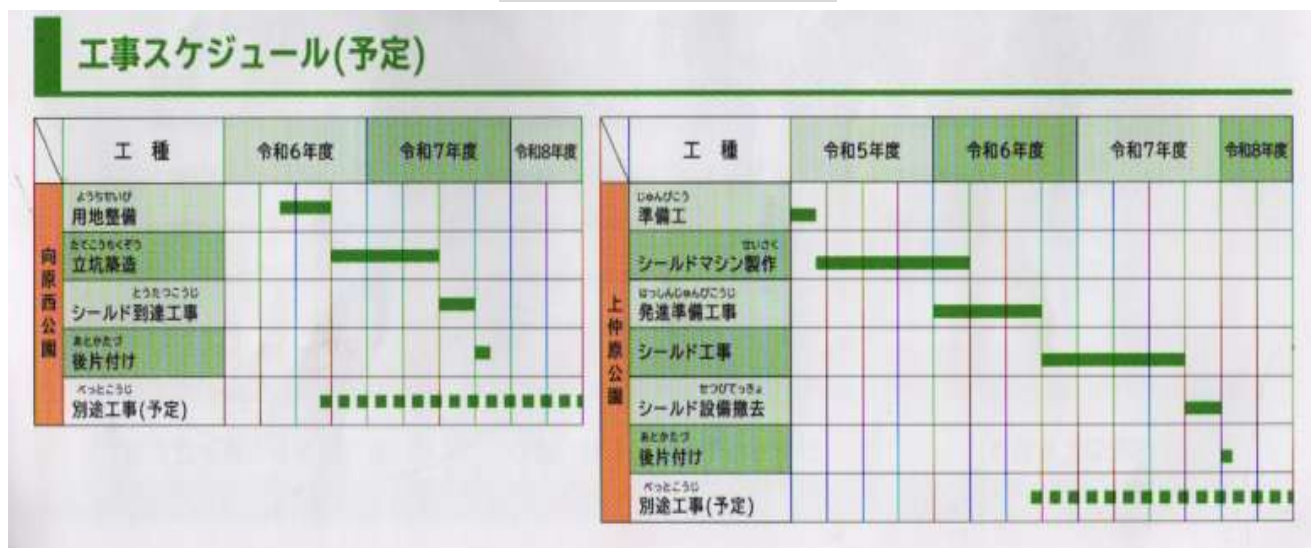 工事スケジュール(予定)
工種 令和6年度 令和7年度 令和8年度
向原西公園
ようちせいび
用地整備
たてこうちくぞう
立坑築造
とうたつこうじ
シールド到達工事
あとかたづ
後片付け
べっとこうじ
別途工事(予定)
工種 令和5年度 令和6年度 令和7年度 令和8年度
上仲原公園
じゅんびこう
準備工
せいさく
シールドマシン製作
はっしんじゅんびこうじ
発進準備工事
シールド工事
せつびてっきょ
シールド設備撤去
あとかたづ
後片付け
べっとこうじ
別途工事(予定)